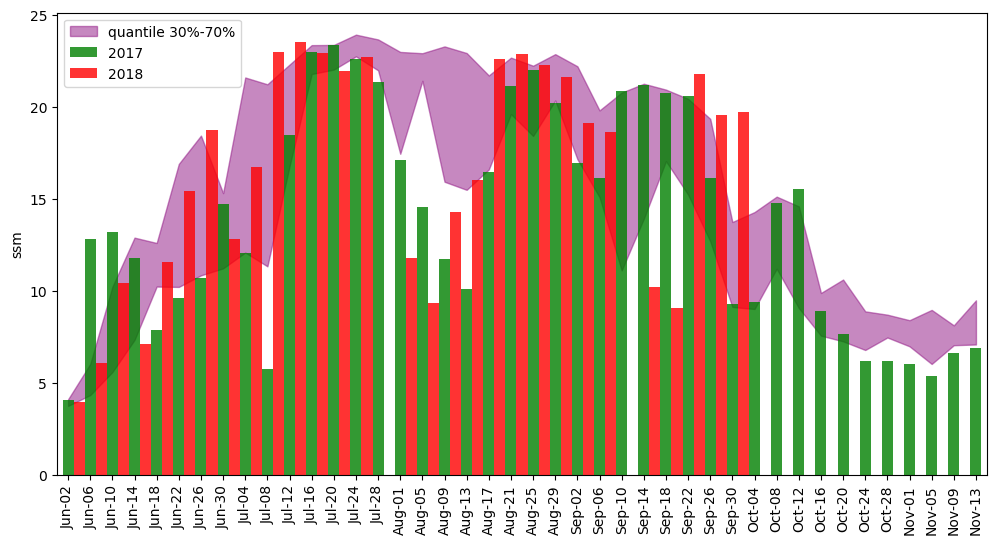 25
20
15
10
5
0
ssm
quantile 30%-70%
2017
2018
Jun-02
Jun-06
Jun-10
Jun-14
Jun-18
Jun-22
Jun-26
Jun-30
Jul-04
Jul-08
Jul-12
Jul-16
Jul-20
Jul-24
Jul-28
Aug-01
Aug-05
Aug-09
Aug-13
Aug-17
Aug-21
Aug-25
Aug-29
Sep-02
Sep-06
Sep-10
Sep-14
Sep-18
Sep-22
Sep-26
Sep-30
Oct-04
Oct-08
Oct-12
Oct-16
Oct-20
Oct-24
Oct-28
Nov-01
Nov-05
Nov-09
Nov-13